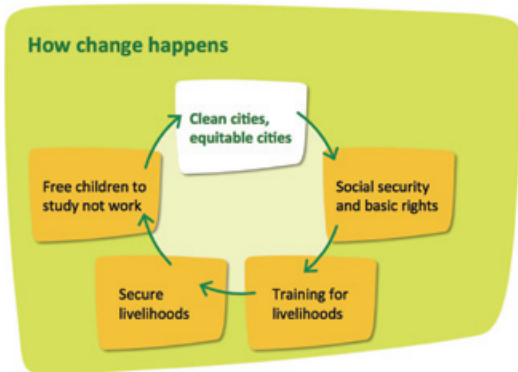 How change happens
Clean cities,
equitable cities
Social security
and basic rights
Training for
livelihoods
Secure
livelihoods
Free children to
study not work